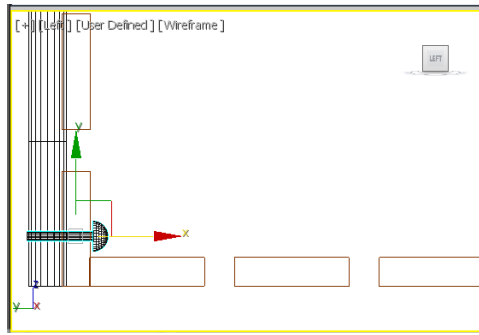 [+] [Left] [User Defined] [Wireframe]
LEFT
y
x
z
y
x